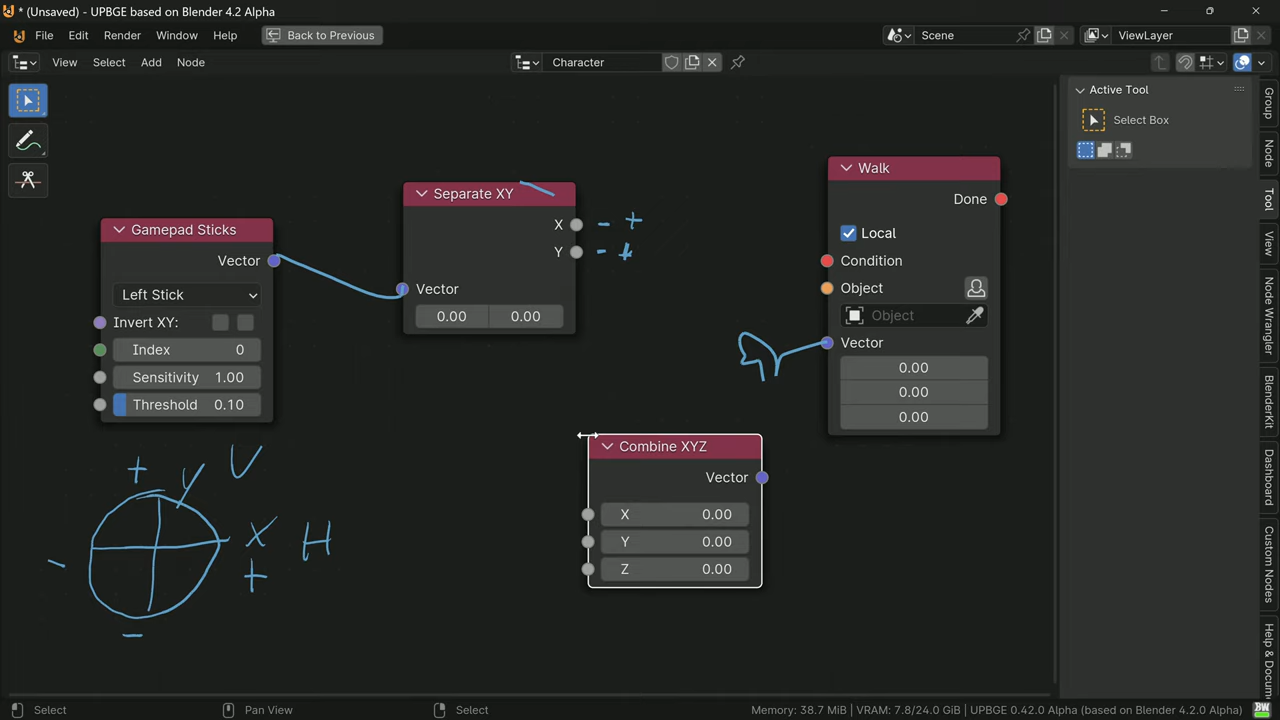 * (Unsaved) - UPBGE based on Blender 4.2 Alpha
File Edit Render Window Help Back to Previous Scene ViewLayer
View Select Add Node Character
Active Tool
Select Box
Group
Node
Tool
View
Node Wrangler
BlenderKit
Dashboard
Custom Nodes
Help & Docume
Gamepad Sticks
Vector
Left Stick
Invert XY:
Index 0
Sensitivity 1.00
Threshold 0.10
Separate XY
X - +
Y - +
Vector
0.00 0.00
Walk
Done
Local
Condition
Object
Object
Vector
0.00
0.00
0.00
Combine XYZ
Vector
X 0.00
Y 0.00
Z 0.00
+ y V
- X H
+
-
Select Pan View Select Memory: 38.7 MiB | VRAM: 7.8/24.0 GiB | UPBGE 0.42.0 Alpha (based on Blender 4.2.0 Alpha)
BW